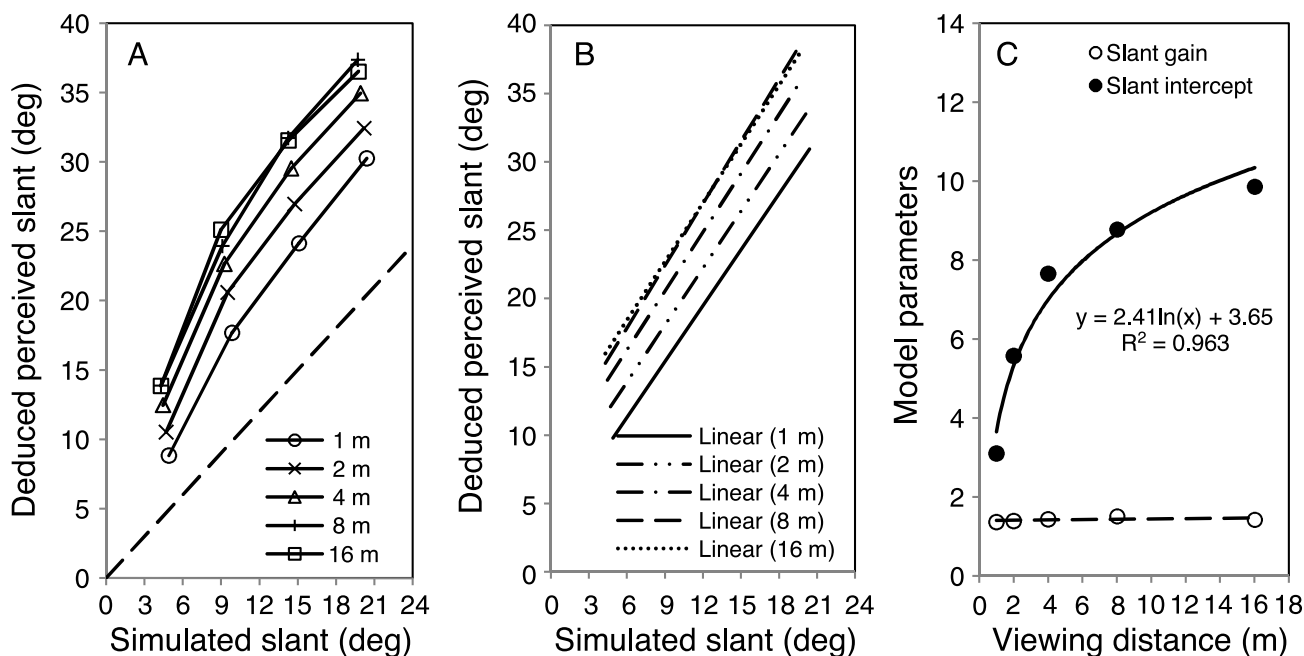 A
Deduced perceived slant (deg)
40
35
30
25
20
15
10
5
0
0 3 6 9 12 15 18 21 24
Simulated slant (deg)
1 m
2 m
4 m
8 m
16 m
B
Deduced perceived slant (deg)
40
35
30
25
20
15
10
5
0
0 3 6 9 12 15 18 21 24
Simulated slant (deg)
Linear (1 m)
Linear (2 m)
Linear (4 m)
Linear (8 m)
Linear (16 m)
C
Slant gain
Slant intercept
Model parameters
14
12
10
8
6
4
2
0
y = 2.41ln(x) + 3.65
R² = 0.963
0 2 4 6 8 10 12 14 16 18
Viewing distance (m)